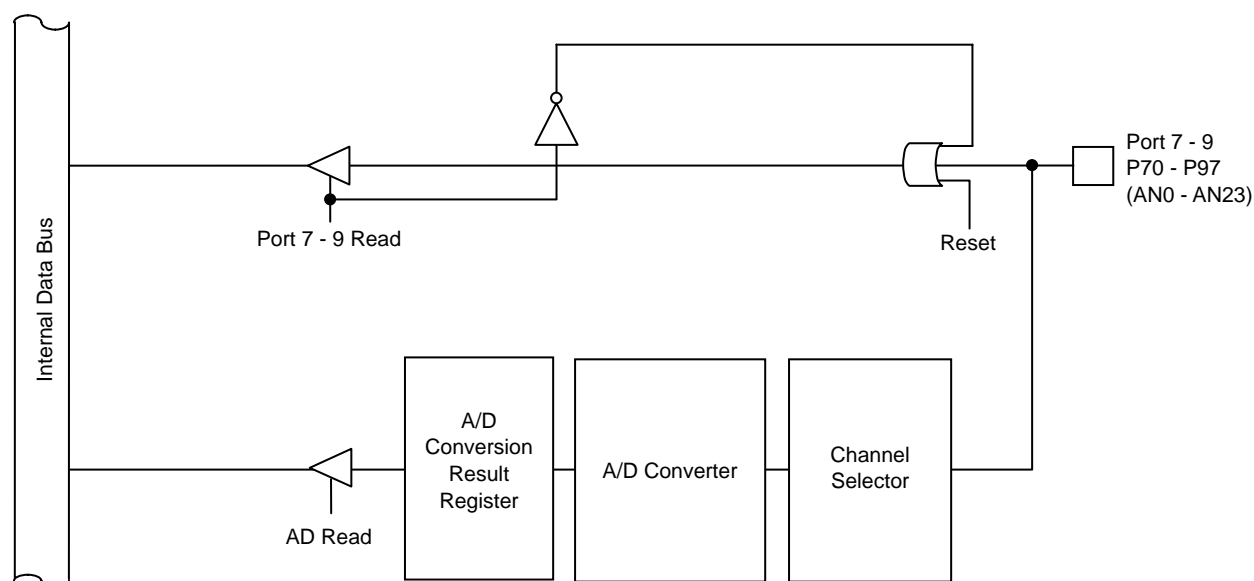 Port 7 - 9
P70 - P97
(AN0 - AN23)
Port 7 - 9 Read
Reset
Internal Data Bus
A/D
Conversion
Result
Register
A/D Converter
Channel
Selector
AD Read